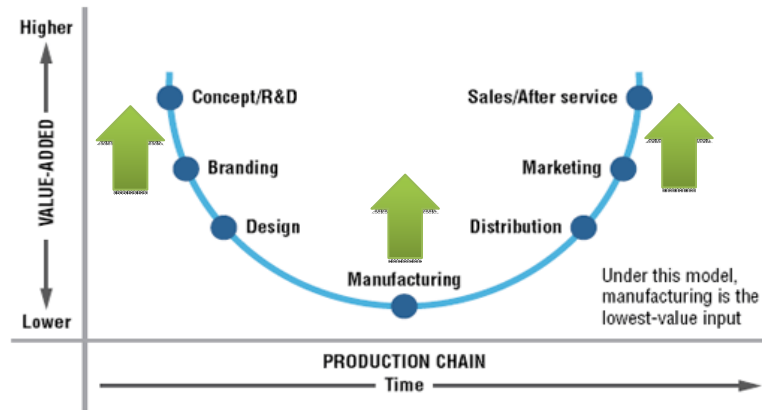 Higher
VALUE-ADDED
Lower
Concept/R&D
Branding
Design
Manufacturing
Sales/After service
Marketing
Distribution
Under this model,
manufacturing is the
lowest-value input
PRODUCTION CHAIN
Time